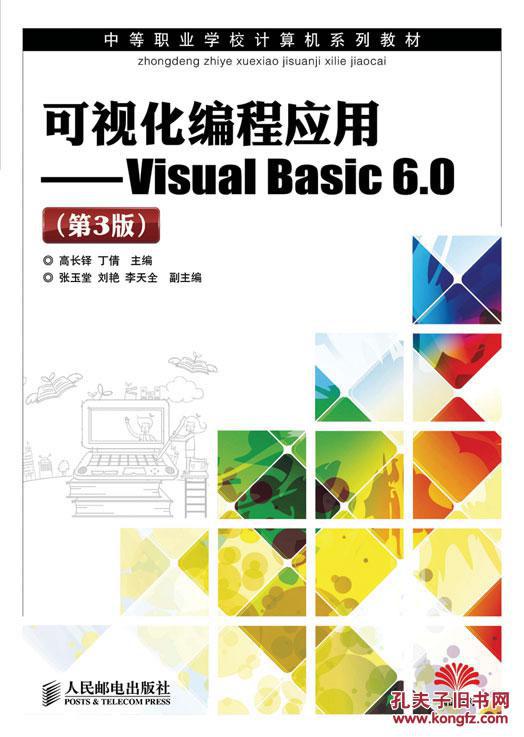 中等职业学校计算机系列教材
zhongdeng zhiye xuexiao jisuanji xilie jiaocai
可视化编程应用
——Visual Basic 6.0
(第3版)
◎ 高长铎 丁倩 主编
◎ 张玉堂 刘艳 李天全 副主编
人民邮电出版社
POSTS & TELECOM PRESS
孔夫子旧书网
www.kongfz.com